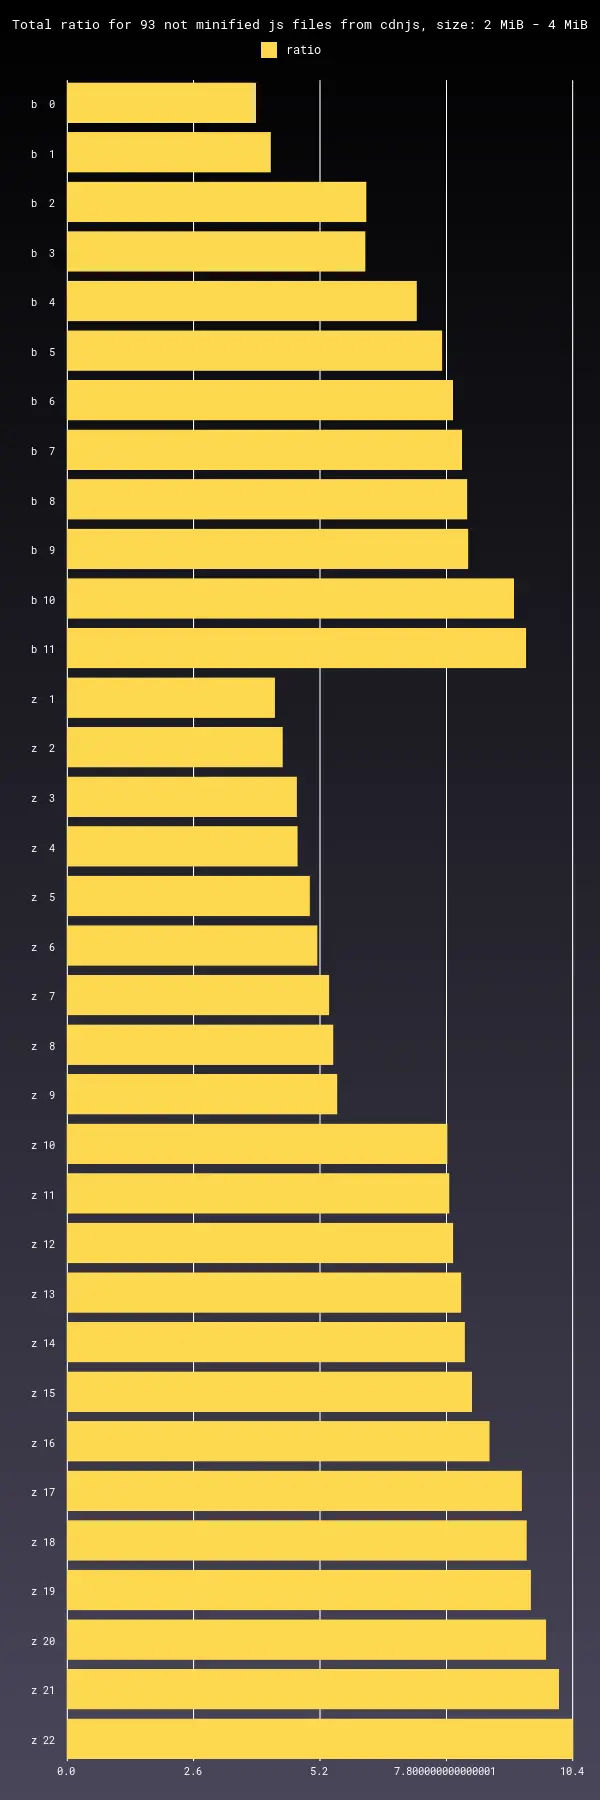 Total ratio for 93 not minified js files from cdnjs, size: 2 MiB - 4 MiB
ratio
b 0
b 1
b 2
b 3
b 4
b 5
b 6
b 7
b 8
b 9
b 10
b 11
z 1
z 2
z 3
z 4
z 5
z 6
z 7
z 8
z 9
z 10
z 11
z 12
z 13
z 14
z 15
z 16
z 17
z 18
z 19
z 20
z 21
z 22
0.0 2.6 5.2 7.800000000000001 10.4